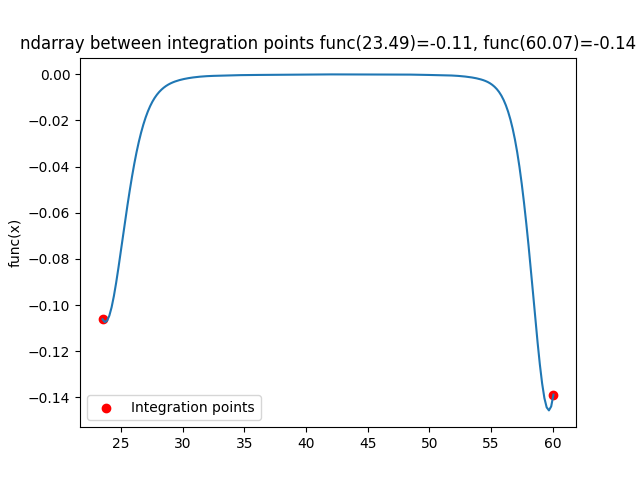 ndarray between integration points func(23.49)=-0.11, func(60.07)=-0.14
0.00
−0.02
−0.04
−0.06
−0.08
−0.10
−0.12
−0.14
func(x)
Integration points
25 30 35 40 45 50 55 60